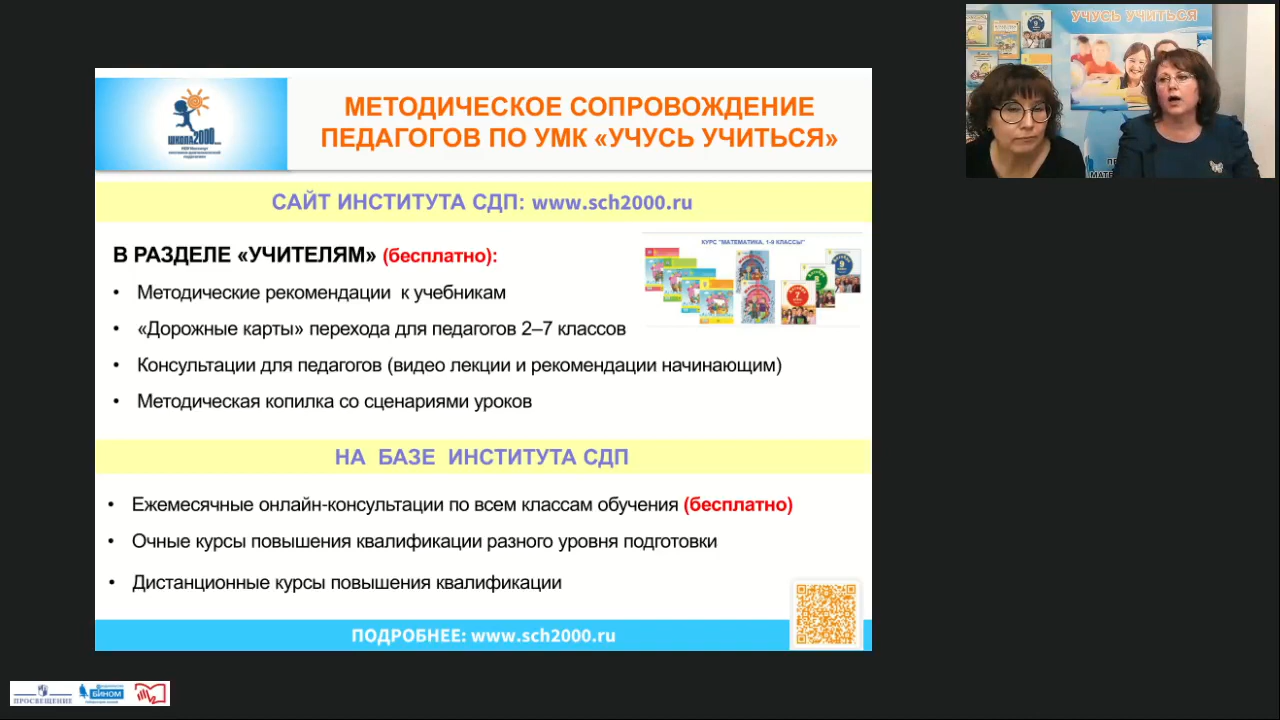 УЧУСЬ УЧИТЬСЯ
МЕТОДИЧЕСКОЕ СОПРОВОЖДЕНИЕ
ПЕДАГОГОВ ПО УМК «УЧУСЬ УЧИТЬСЯ»
ШКОЛА2000
САЙТ ИНСТИТУТА СДП: www.sch2000.ru
КУРС "МАТЕМАТИКА. 1-9 КЛАССЫ"
В РАЗДЕЛЕ «УЧИТЕЛЯМ» (бесплатно):
• Методические рекомендации к учебникам
• «Дорожные карты» перехода для педагогов 2–7 классов
• Консультации для педагогов (видео лекции и рекомендации начинающим)
• Методическая копилка со сценариями уроков
НА БАЗЕ ИНСТИТУТА СДП
• Ежемесячные онлайн-консультации по всем классам обучения (бесплатно)
• Очные курсы повышения квалификации разного уровня подготовки
• Дистанционные курсы повышения квалификации
ПОДРОБНЕЕ: www.sch2000.ru
ПРОСВЕЩЕНИЕ
БИНОМ